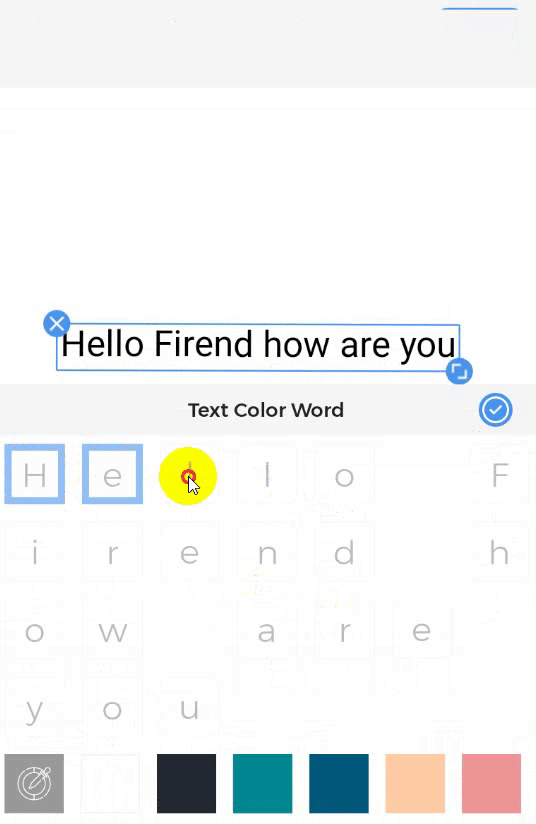 Hello Firend how are you
Text Color Word
H e l l o F
i r e n d h
o w a r e
y o u